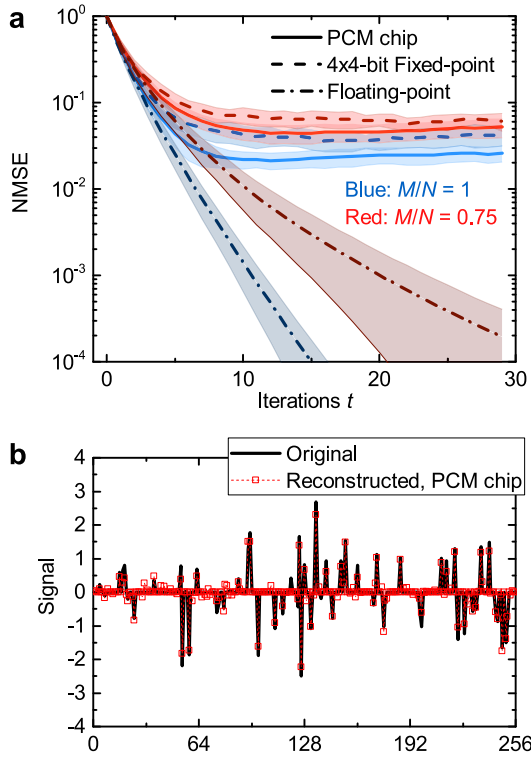 a
10⁰
10⁻¹
10⁻²
10⁻³
10⁻⁴
NMSE
PCM chip
4x4-bit Fixed-point
Floating-point
Blue: M/N = 1
Red: M/N = 0.75
0 10 20 30
Iterations t
b
4
3
2
1
0
-1
-2
-3
-4
Signal
Original
Reconstructed, PCM chip
0 64 128 192 256